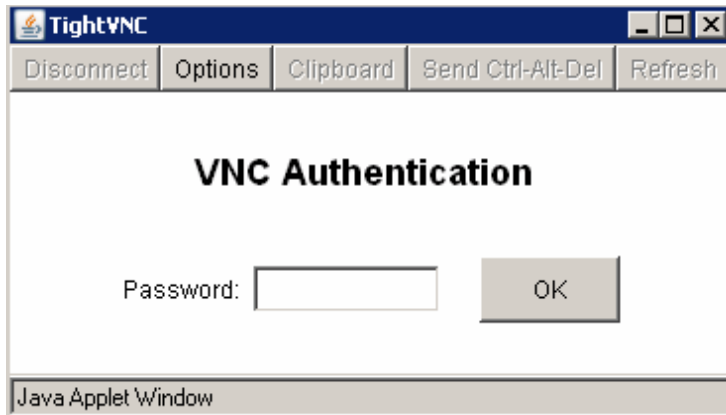 TightVNC
Disconnect Options Clipboard Send Ctrl-Alt-Del Refresh
VNC Authentication
Password: OK
Java Applet Window